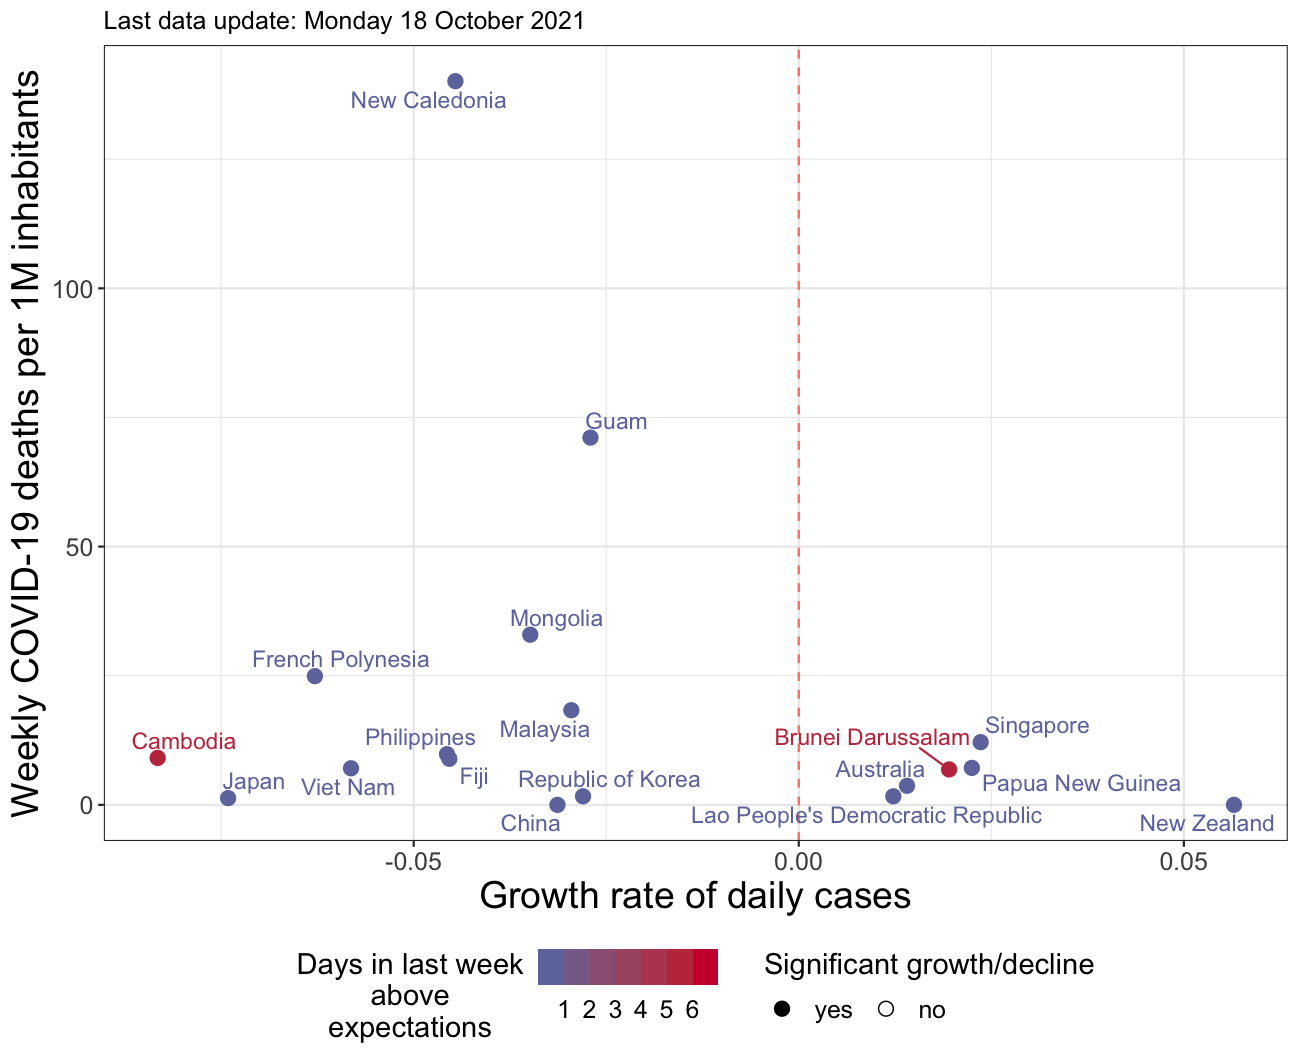 Last data update: Monday 18 October 2021
Weekly COVID-19 deaths per 1M inhabitants
100
50
0
New Caledonia
Guam
Mongolia
French Polynesia
Malaysia
Singapore
Philippines
Brunei Darussalam
Cambodia
Australia
Fiji
Republic of Korea
Japan
Viet Nam
Papua New Guinea
Lao People's Democratic Republic
China
New Zealand
-0.05
0.00
0.05
Growth rate of daily cases
Days in last week
above
expectations
1 2 3 4 5 6
Significant growth/decline
yes no